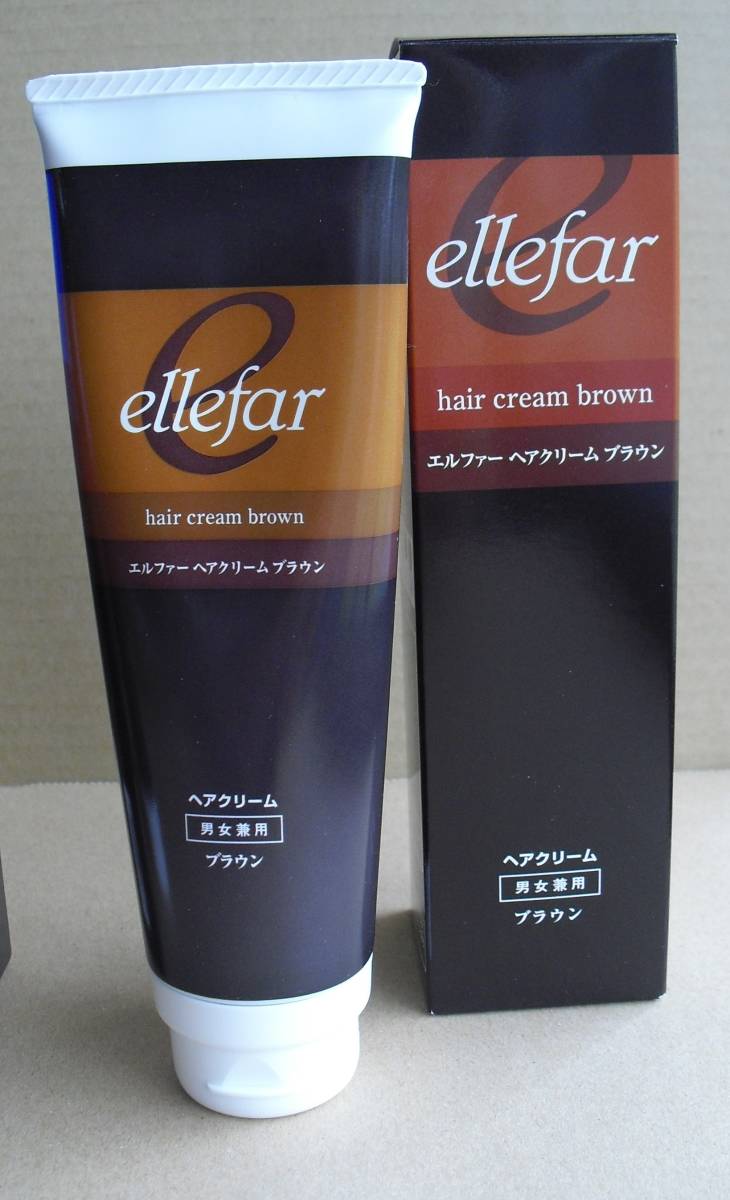 ellefar
hair cream brown
エルファー ヘアクリーム ブラウン
ヘアクリーム
男女兼用
ブラウン
ellefar
hair cream brown
エルファー ヘアクリーム ブラウン
ヘアクリーム
男女兼用
ブラウン